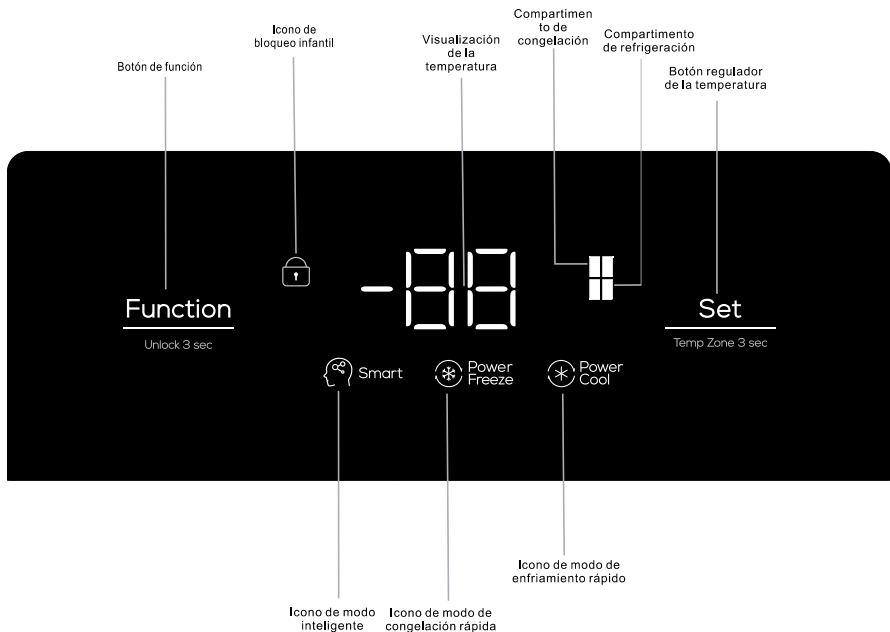 Botón de función
Icono de
bloqueo infantil
Visualización
de la
temperatura
Compartimen
to de
congelación
Compartimento
de refrigeración
Botón regulador
de la temperatura
-88
Function
Unlock 3 sec
Set
Temp Zone 3 sec
Smart
Power
Freeze
Power
Cool
Icono de modo
inteligente
Icono de modo de
congelación rápida
Icono de modo de
enfriamiento rápido